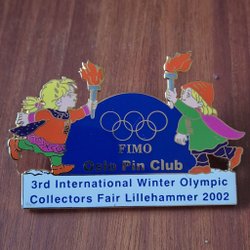 FIMO
Oslo Pin Club
3rd International Winter Olympic
Collectors Fair Lillehammer 2002